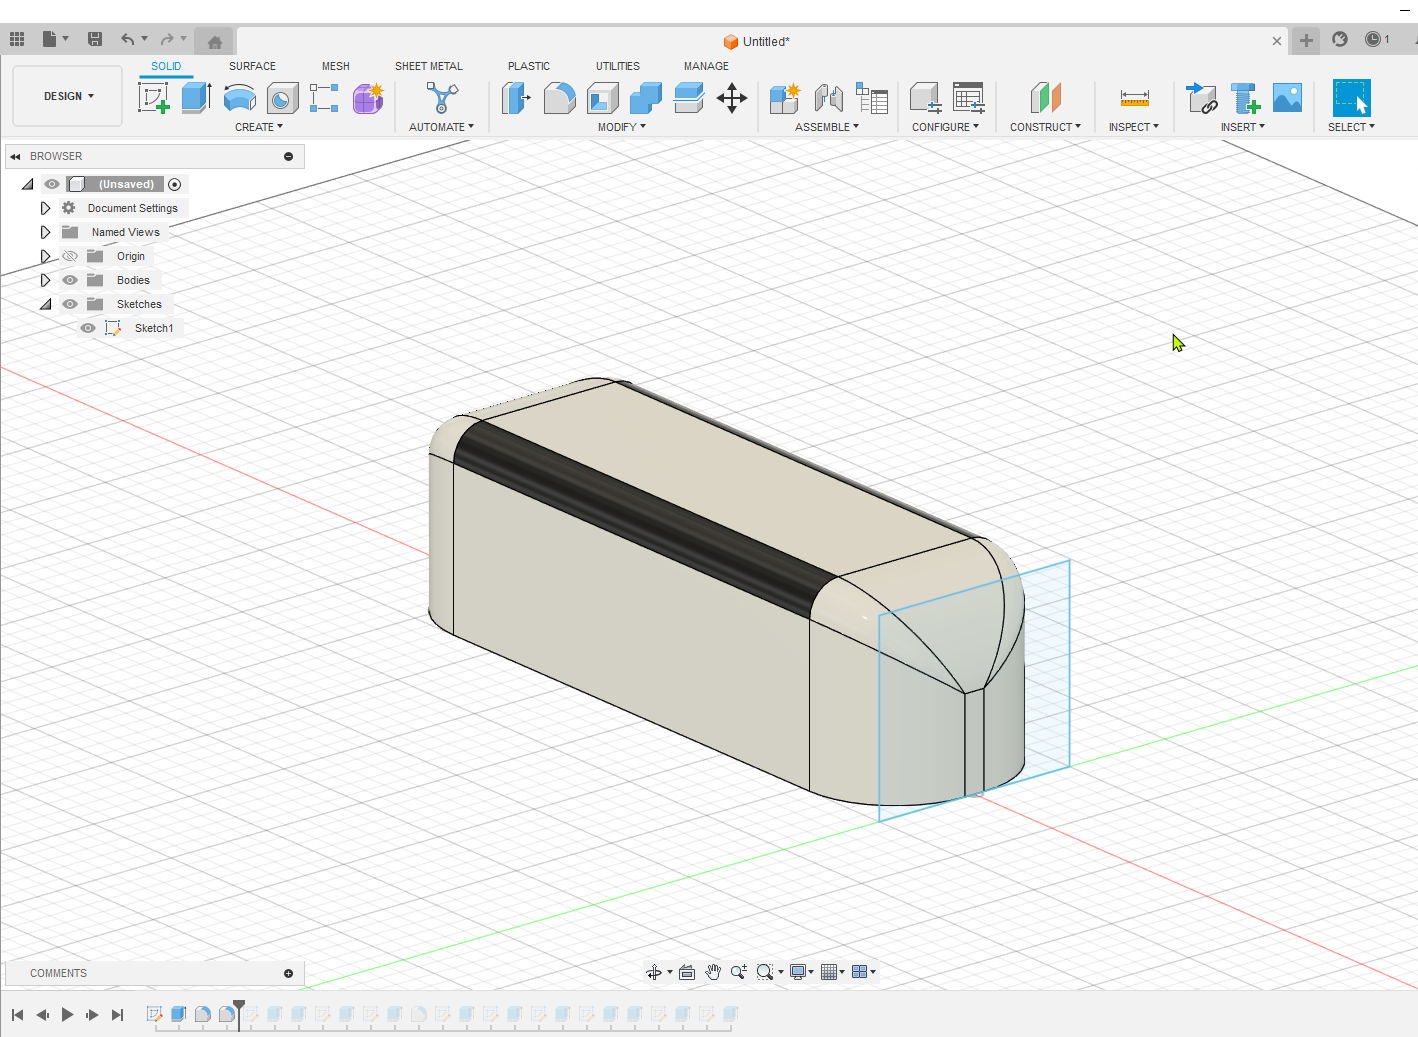 Untitled*
1
SOLID SURFACE MESH SHEET METAL PLASTIC UTILITIES MANAGE
DESIGN
CREATE AUTOMATE MODIFY ASSEMBLE CONFIGURE CONSTRUCT INSPECT INSERT SELECT
BROWSER
(Unsaved)
Document Settings
Named Views
Origin
Bodies
Sketches
Sketch1
COMMENTS